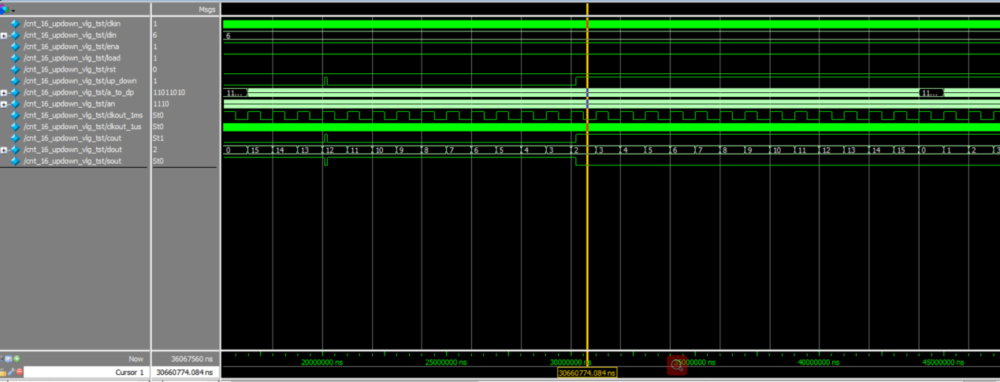 Msgs
/cnt_16_updown_vlg_tst/clkin 1
/cnt_16_updown_vlg_tst/din 6 6
/cnt_16_updown_vlg_tst/ena 1
/cnt_16_updown_vlg_tst/load 1
/cnt_16_updown_vlg_tst/rst 0
/cnt_16_updown_vlg_tst/up_down 1
/cnt_16_updown_vlg_tst/a_to_dp 11011010 11... 11...
/cnt_16_updown_vlg_tst/an 1110
/cnt_16_updown_vlg_tst/clkout_1ms St0
/cnt_16_updown_vlg_tst/clkout_1us St0
/cnt_16_updown_vlg_tst/cout St1
/cnt_16_updown_vlg_tst/dout 2 0 15 14 13 12 11 10 9 8 7 6 5 4 3 2 3 4 5 6 7 8 9 10 11 12 13 14 15 0 1 2 3
/cnt_16_updown_vlg_tst/sout St0
Now 36067560 ns 20000000 ns 25000000 ns 30000000 ns 35000000 ns 40000000 ns 45000000 ns
Cursor 1 30660774.084 ns 30660774.084 ns